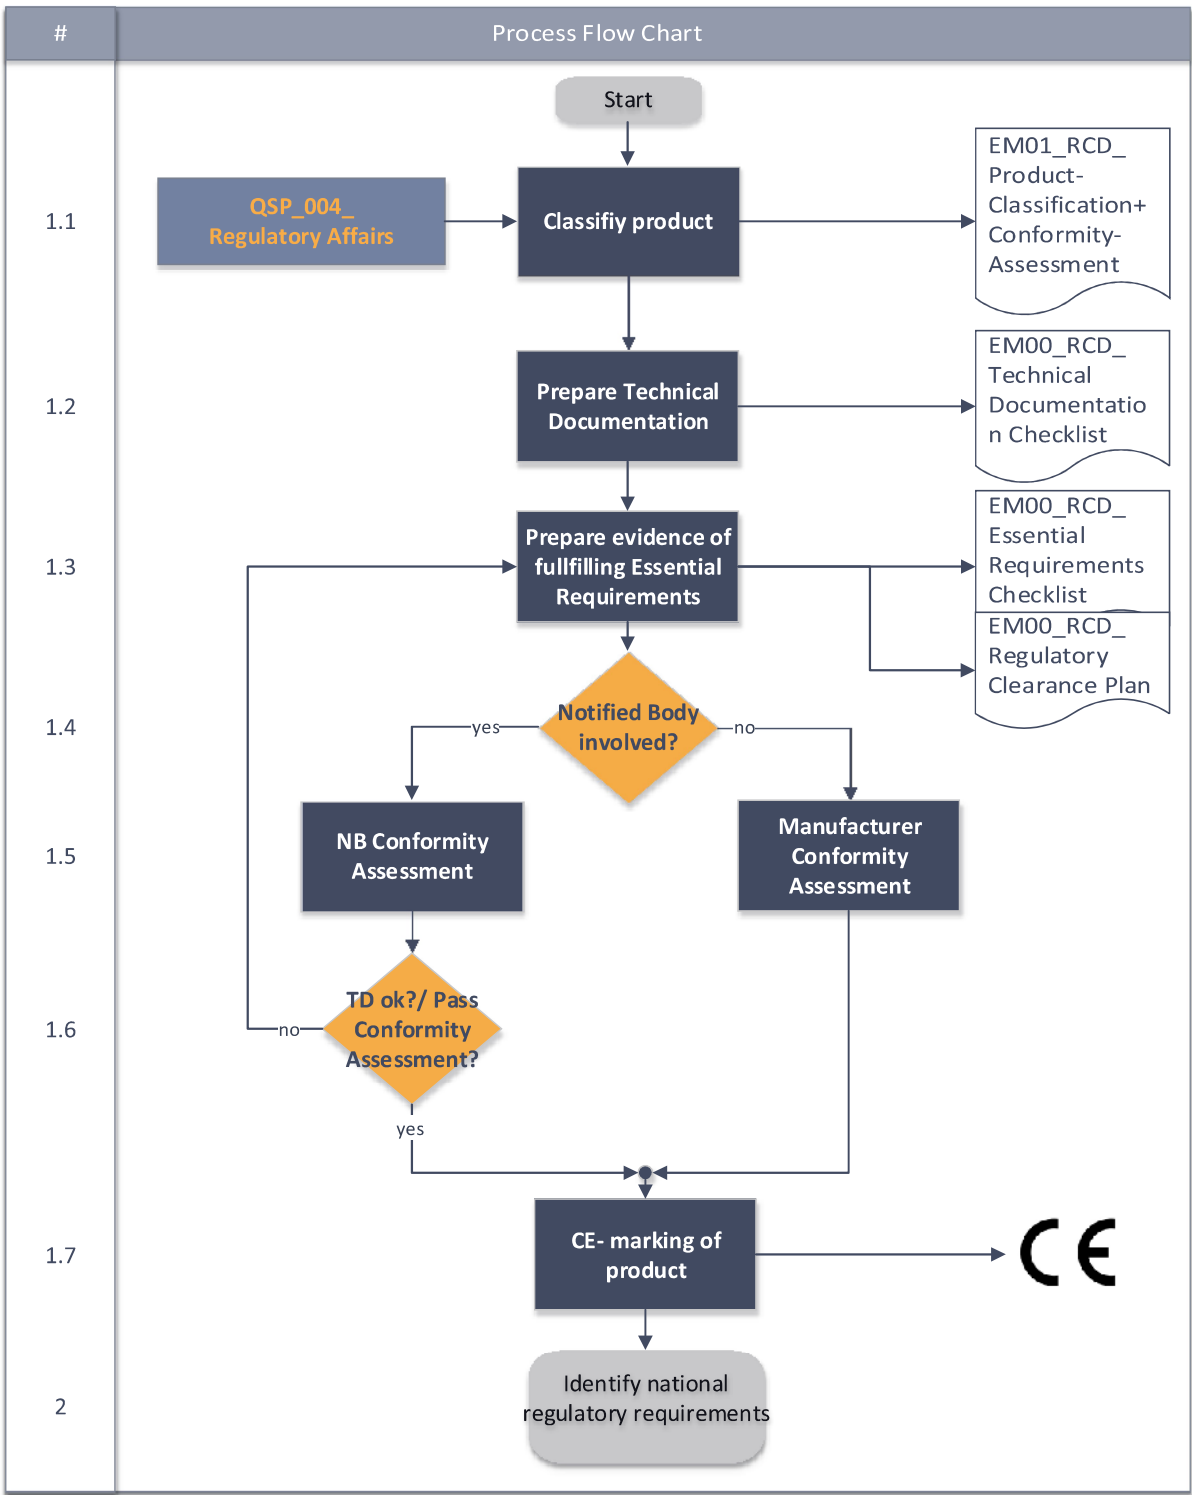 #
Process Flow Chart
Start
1.1
QSP_004_
Regulatory Affairs
Classifiy product
EM01_RCD_
Product-
Classification+
Conformity-
Assessment
1.2
Prepare Technical
Documentation
EM00_RCD_
Technical
Documentatio
n Checklist
1.3
Prepare evidence of
fullfilling Essential
Requirements
EM00_RCD_
Essential
Requirements
Checklist
EM00_RCD_
Regulatory
Clearance Plan
1.4
Notified Body
involved?
yes
no
1.5
NB Conformity
Assessment
Manufacturer
Conformity
Assessment
1.6
TD ok?/ Pass
Conformity
Assessment?
no
yes
1.7
CE- marking of
product
CE
2
Identify national
regulatory requirements